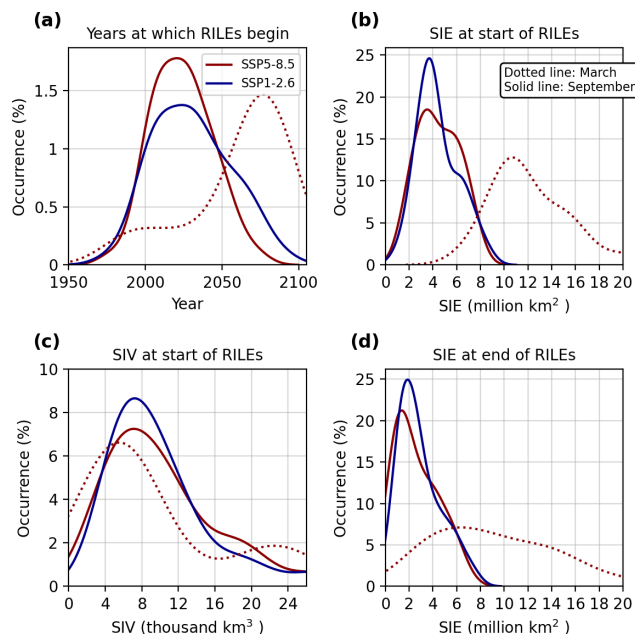 (a)
Years at which RILEs begin
SSP5-8.5
SSP1-2.6
Occurrence (%)
1.5
1
0.5
0
1950
2000
2050
2100
Year
(b)
SIE at start of RILEs
Dotted line: March
Solid line: September
Occurrence (%)
25
20
15
10
5
0
0 2 4 6 8 10 12 14 16 18 20
SIE (million km²)
(c)
SIV at start of RILEs
Occurrence (%)
10
8
6
4
2
0
0 4 8 12 16 20 24
SIV (thousand km³ )
(d)
SIE at end of RILEs
Occurrence (%)
25
20
15
10
5
0
0 2 4 6 8 10 12 14 16 18 20
SIE (million km² )